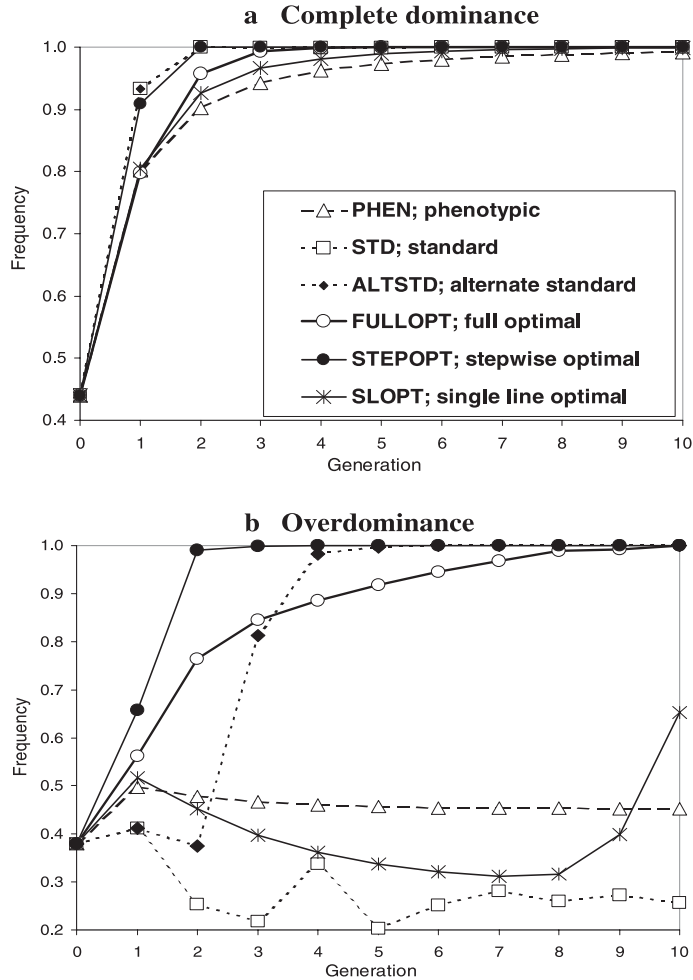 a Complete dominance
1.0
0.9
0.8
0.7
0.6
0.5
0.4
Frequency
PHEN; phenotypic
STD; standard
ALTSTD; alternate standard
FULLOPT; full optimal
STEPOPT; stepwise optimal
SLOPT; single line optimal
0 1 2 3 4 5 6 7 8 9 10
Generation
b Overdominance
1.0
0.9
0.8
0.7
0.6
0.5
0.4
0.3
0.2
Frequency
0 1 2 3 4 5 6 7 8 9 10
Generation